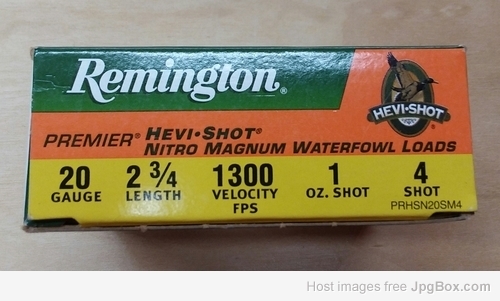 Remington®
HEVI•SHOT®
PREMIER® HEVI•SHOT®
NITRO MAGNUM WATERFOWL LOADS
20 2 3/4 1300 1 4
GAUGE LENGTH VELOCITY OZ. SHOT SHOT
FPS
PRHSN20SM4
Host images free JpgBox.com